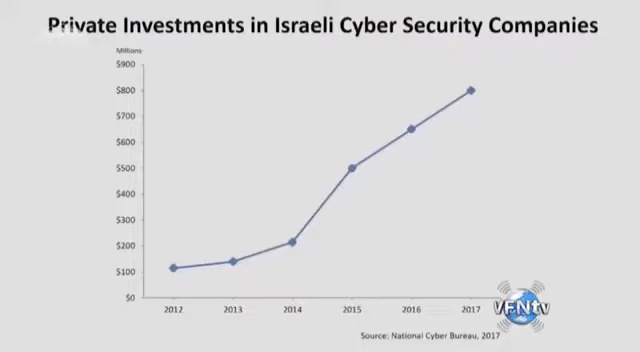 Private Investments in Israeli Cyber Security Companies
Millions
$900
$800
$700
$600
$500
$400
$300
$200
$100
$0
2012 2013 2014 2015 2016 2017
VFNtv
Source: National Cyber Bureau, 2017